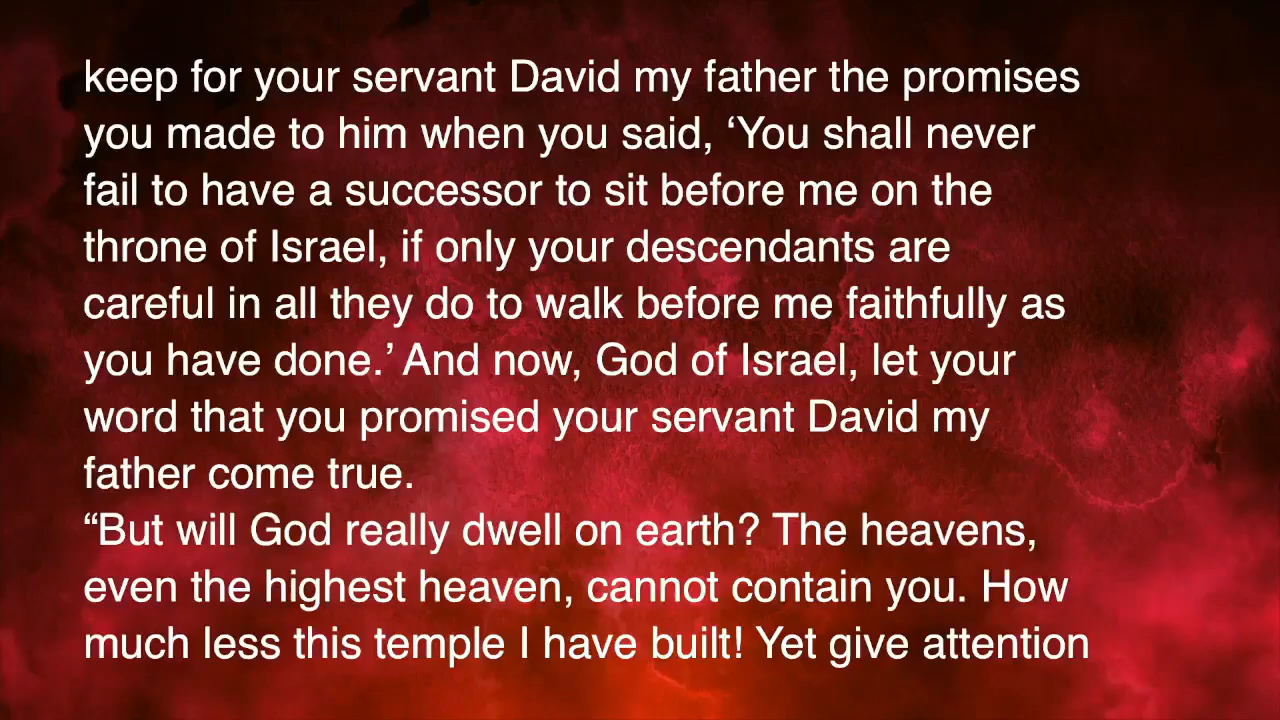 keep for your servant David my father the promises
you made to him when you said, ‘You shall never
fail to have a successor to sit before me on the
throne of Israel, if only your descendants are
careful in all they do to walk before me faithfully as
you have done.’ And now, God of Israel, let your
word that you promised your servant David my
father come true.
“But will God really dwell on earth? The heavens,
even the highest heaven, cannot contain you. How
much less this temple I have built! Yet give attention